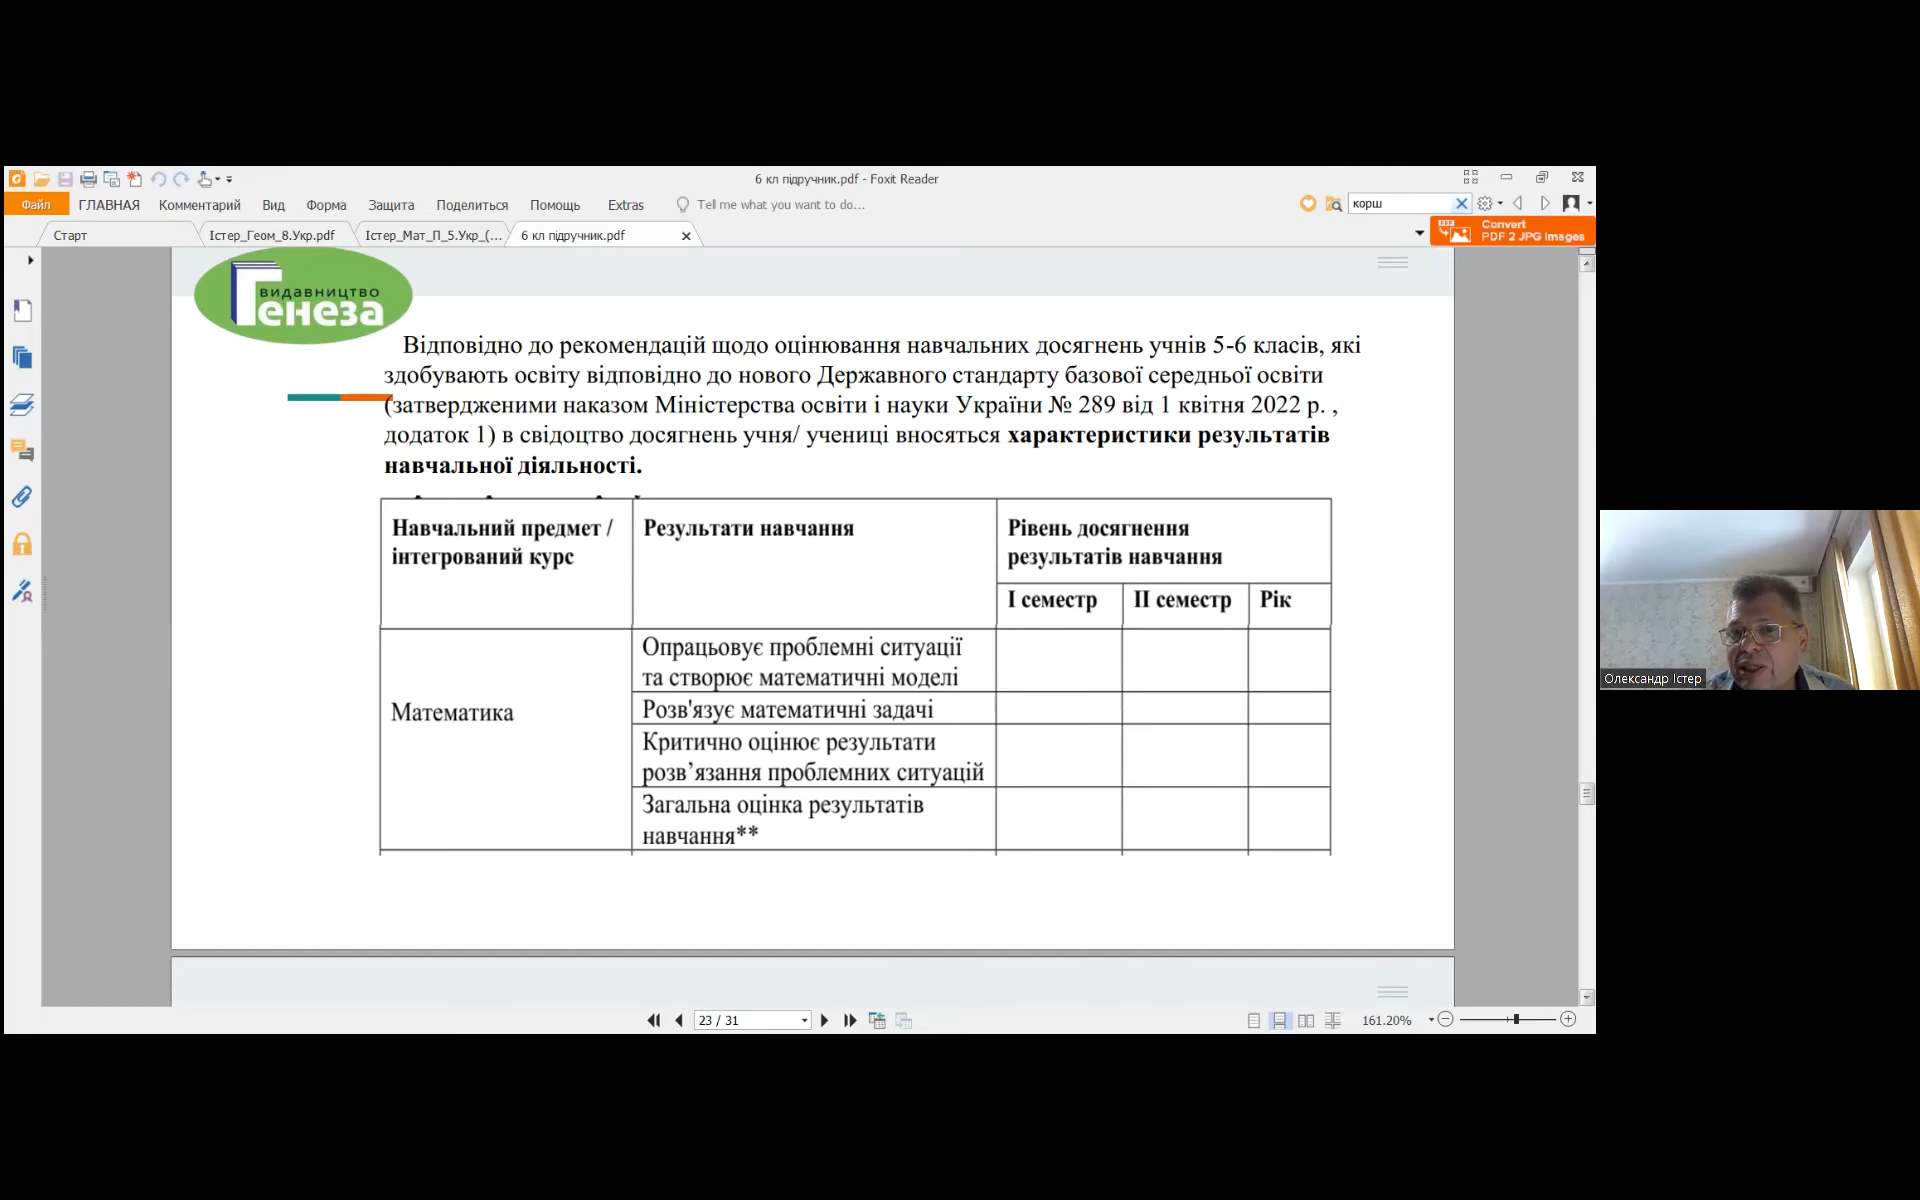 6 кл підручник.pdf - Foxit Reader
Файл ГЛАВНАЯ Комментарий Вид Форма Защита Поделиться Помощь Extras Tell me what you want to do... корш
Старт Істер_Геом_8.Укр.pdf Істер_Мат_П_5.Укр_(... 6 кл підручник.pdf
Convert
PDF 2 JPG Images
видавництво
Генеза
Відповідно до рекомендацій щодо оцінювання навчальних досягнень учнів 5-6 класів, які
здобувають освіту відповідно до нового Державного стандарту базової середньої освіти
(затвердженими наказом Міністерства освіти і науки України № 289 від 1 квітня 2022 р. ,
додаток 1) в свідоцтво досягнень учня/ учениці вносяться характеристики результатів
навчальної діяльності.
Навчальний предмет /
інтегрований курс
Результати навчання
Рівень досягнення
результатів навчання
І семестр ІІ семестр Рік
Математика
Опрацьовує проблемні ситуації
та створює математичні моделі
Розв'язує математичні задачі
Критично оцінює результати
розв’язання проблемних ситуацій
Загальна оцінка результатів
навчання**
Олександр Істер
23 / 31
161.20%